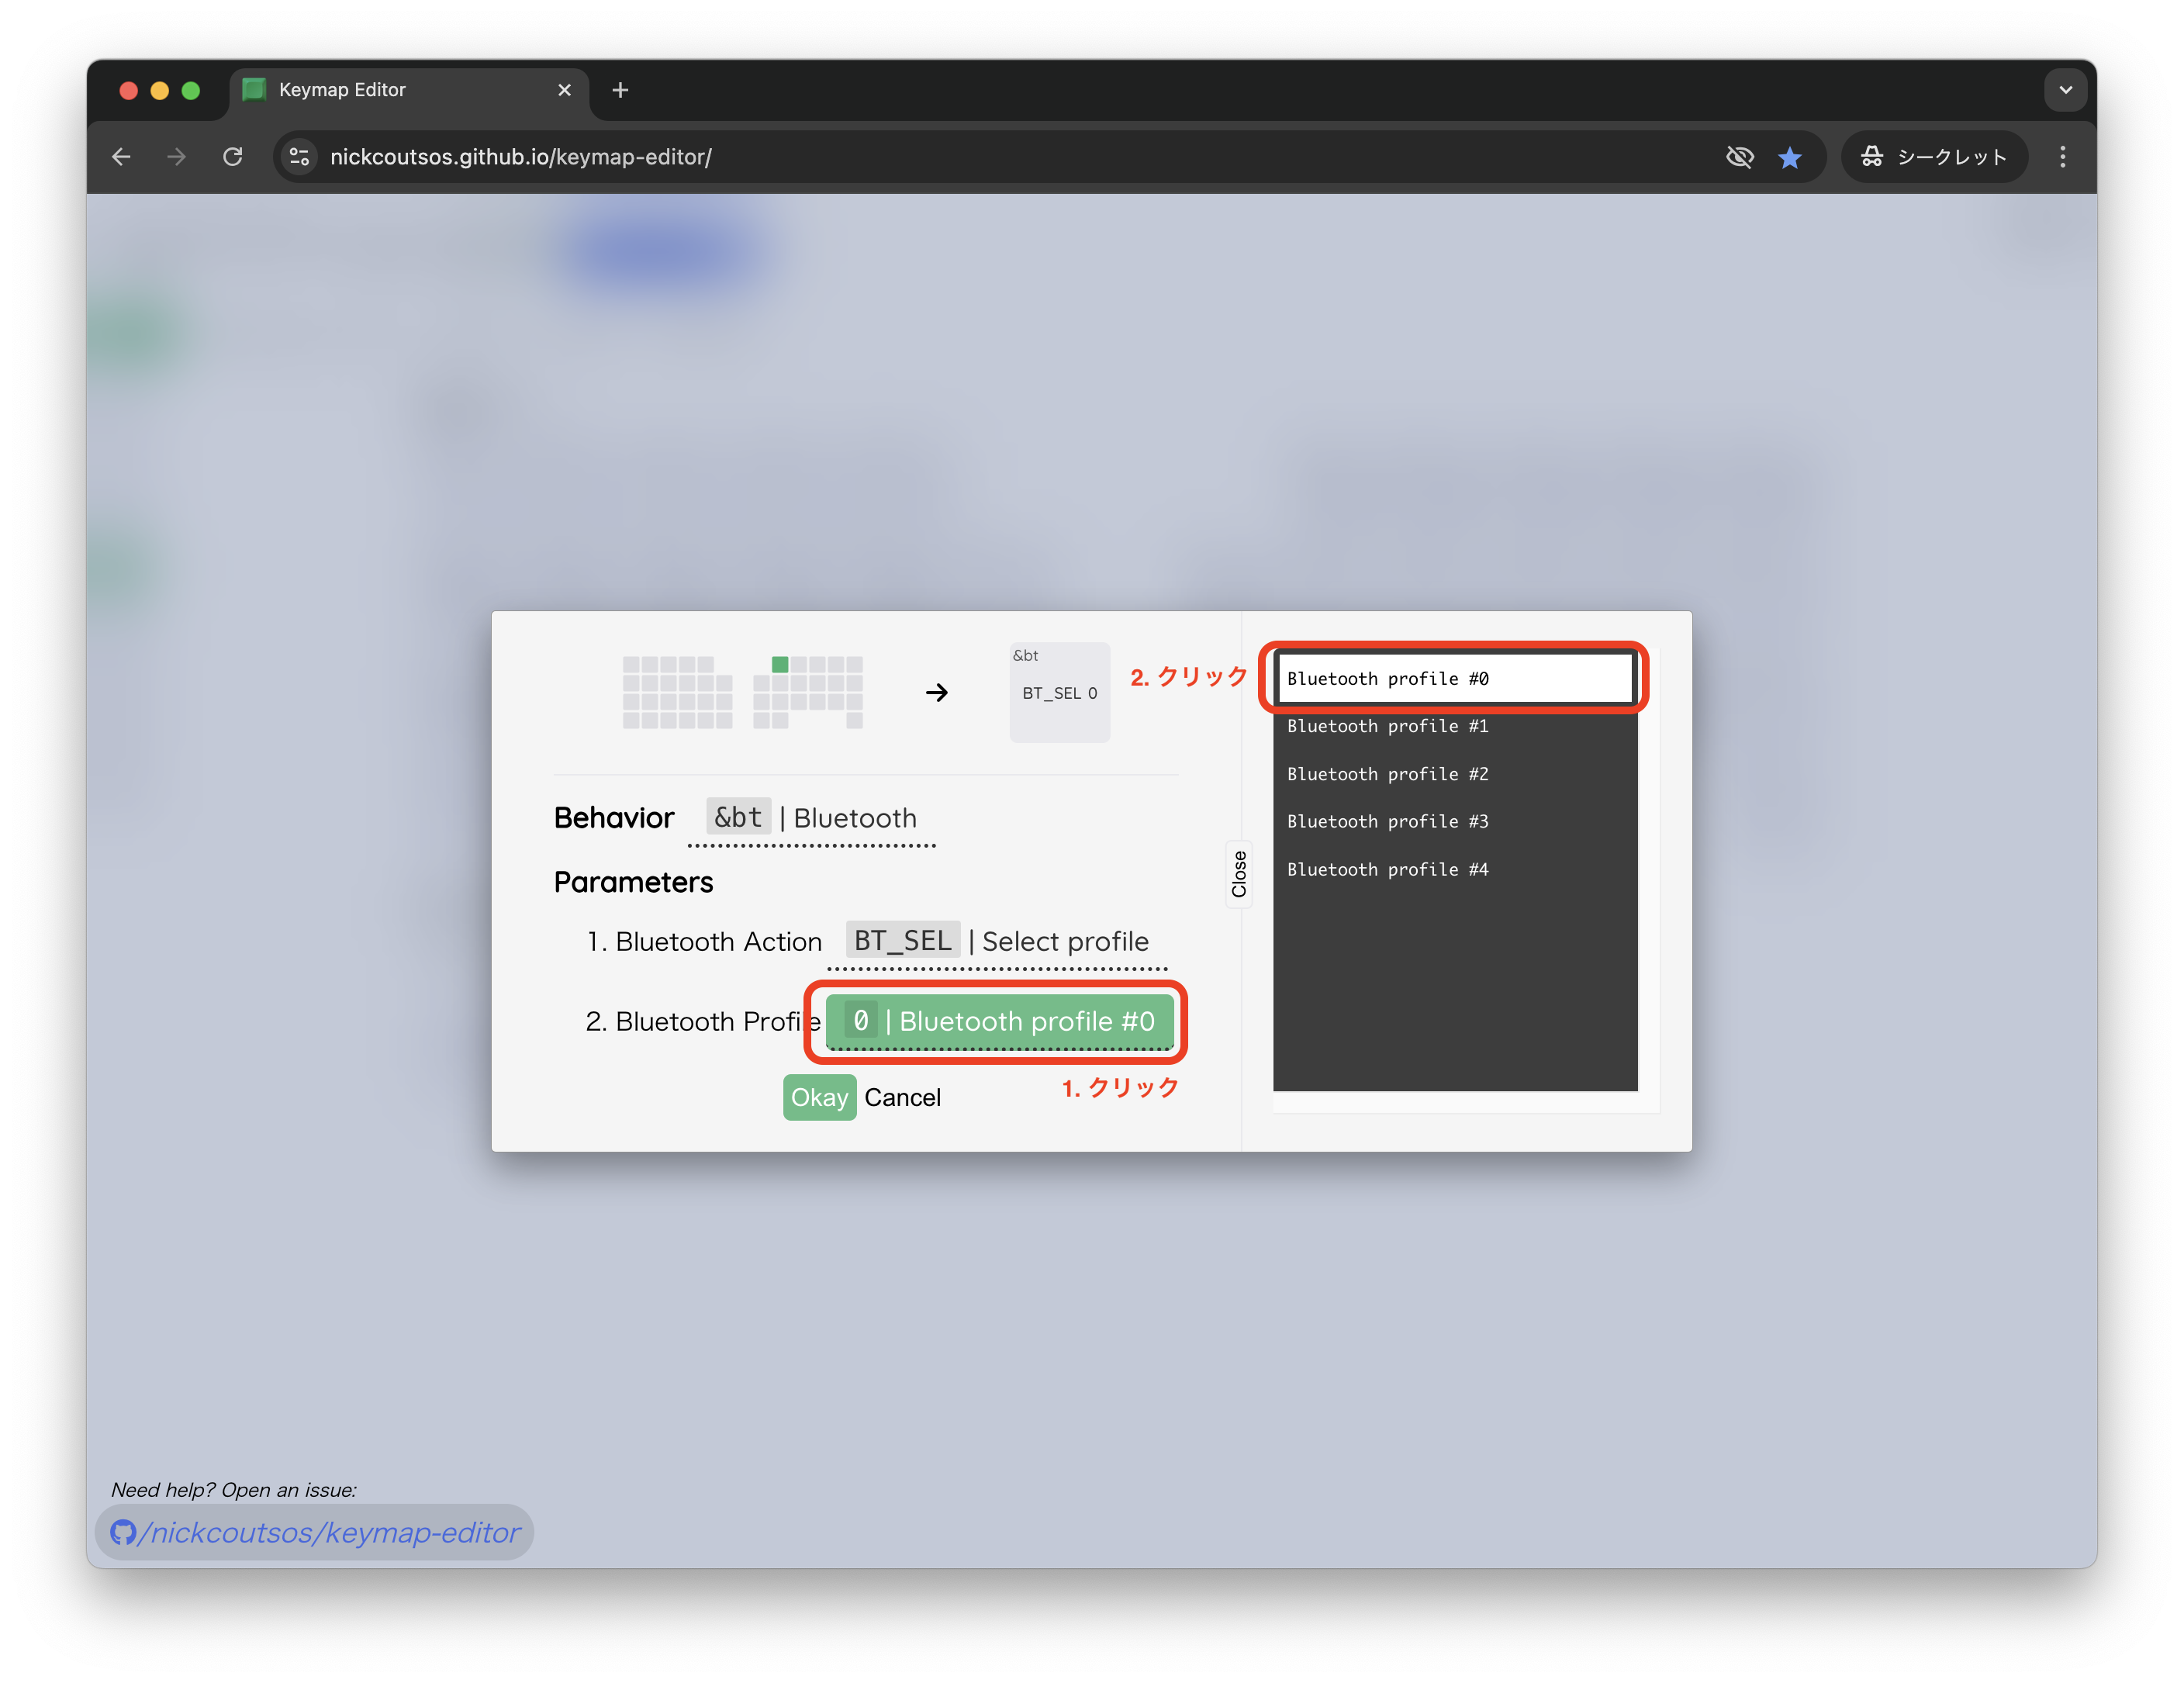 Keymap Editor
nickcoutsos.github.io/keymap-editor/
シークレット
&bt
BT_SEL 0
2. クリック
Bluetooth profile #0
Bluetooth profile #1
Bluetooth profile #2
Bluetooth profile #3
Bluetooth profile #4
Behavior &bt | Bluetooth
Close
Parameters
1. Bluetooth Action BT_SEL | Select profile
2. Bluetooth Profile 0 | Bluetooth profile #0
1. クリック
Okay Cancel
Need help? Open an issue:
/nickcoutsos/keymap-editor